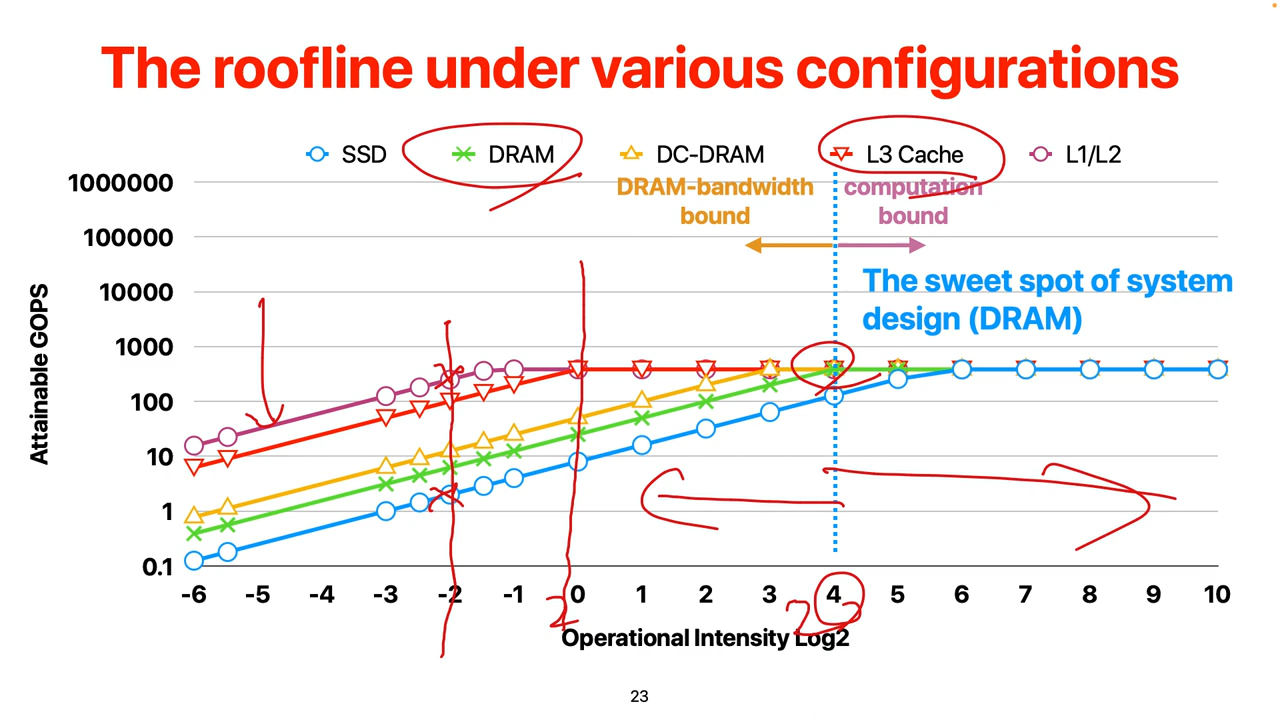 The roofline under various configurations
SSD DRAM DC-DRAM L3 Cache L1/L2
1000000
DRAM-bandwidth
bound
computation
bound
100000
The sweet spot of system
design (DRAM)
10000
1000
100
10
1
0.1
Attainable GOPS
-6 -5 -4 -3 -2 -1 0 1 2 3 4 5 6 7 8 9 10
2
2
Operational Intensity Log2
23